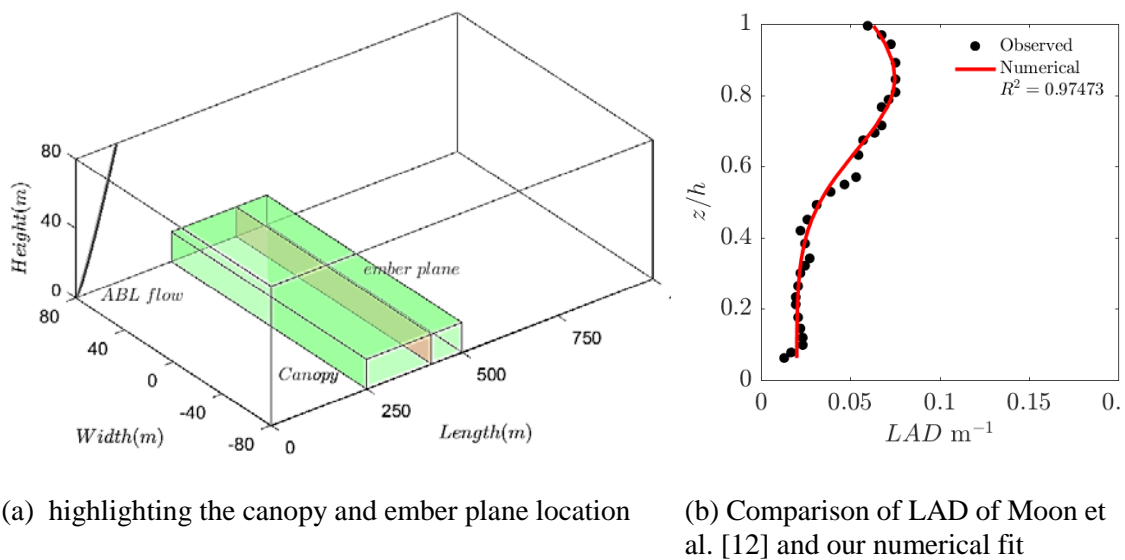 80
40
0
Height(m)
80
40
0
-40
-80
Width(m)
0
250
500
750
Length(m)
ABL flow
ember plane
Canopy
1
0.8
0.6
0.4
0.2
0
z/h
0
0.05
0.1
0.15
0.
LAD m⁻¹
Observed
Numerical
R² = 0.97473
(a) highlighting the canopy and ember plane location
(b) Comparison of LAD of Moon et
al. [12] and our numerical fit